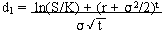 d₁ = ln(S/K) + (r + σ²/2)ᵗ
σ√t